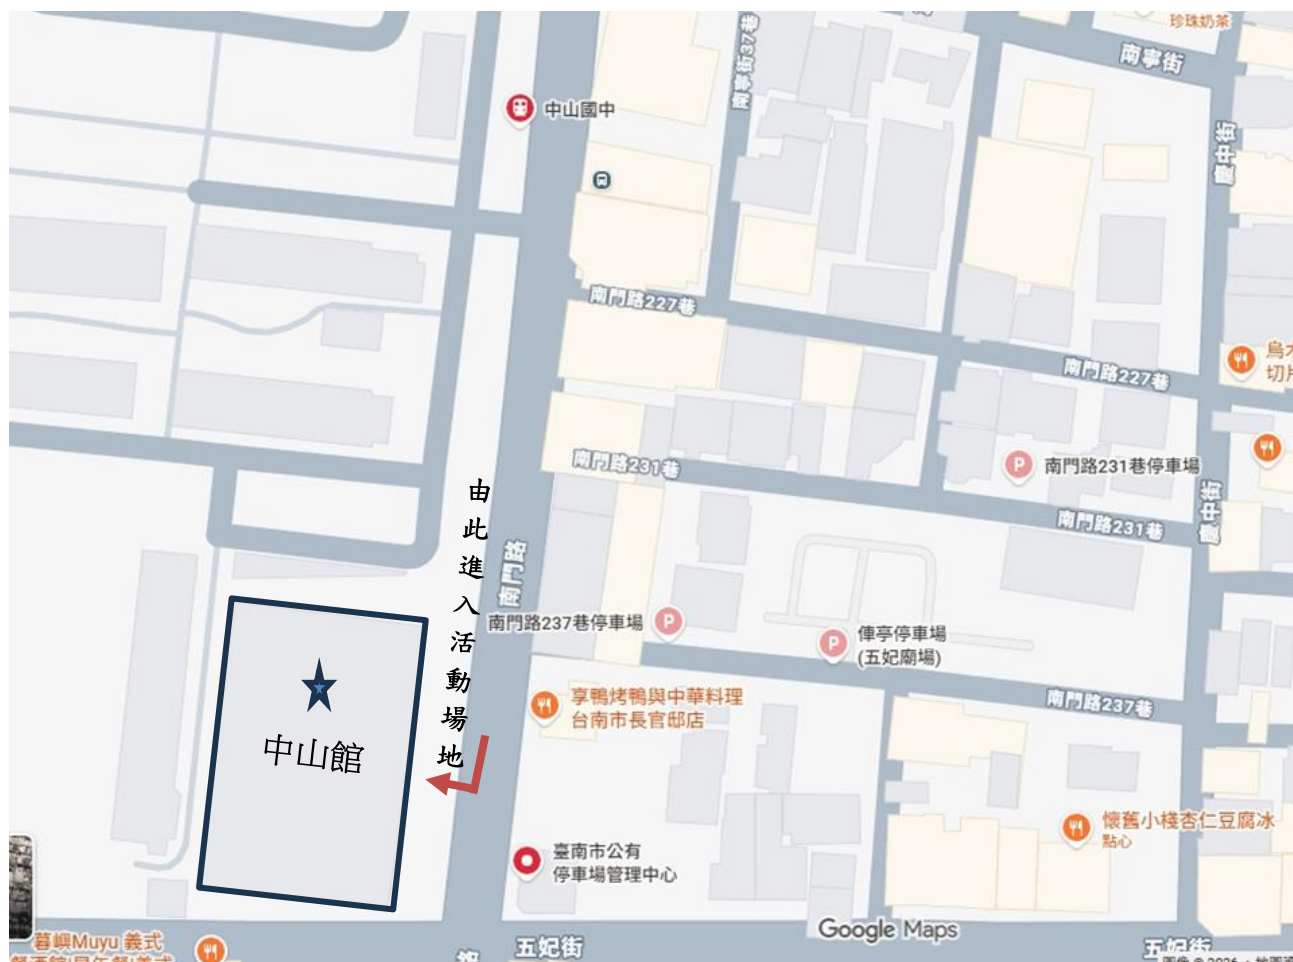 珍珠奶茶
南寧街
南寧街37巷
中山國中
慶中街
南門路227巷
烏
切片
南門路227巷
南門路231巷
南門路231巷停車場
由此進入活動場地
慶中街
南門路231巷
南門路
南門路237巷停車場
俥亭停車場
(五妃廟場)
享鴨烤鴨與中華料理
台南市長官邸店
南門路237巷
中山館
懷舊小棧杏仁豆腐冰
點心
臺南市公有
停車場管理中心
Google Maps
暮嶼Muyu 義式
五妃街
五妃街
路